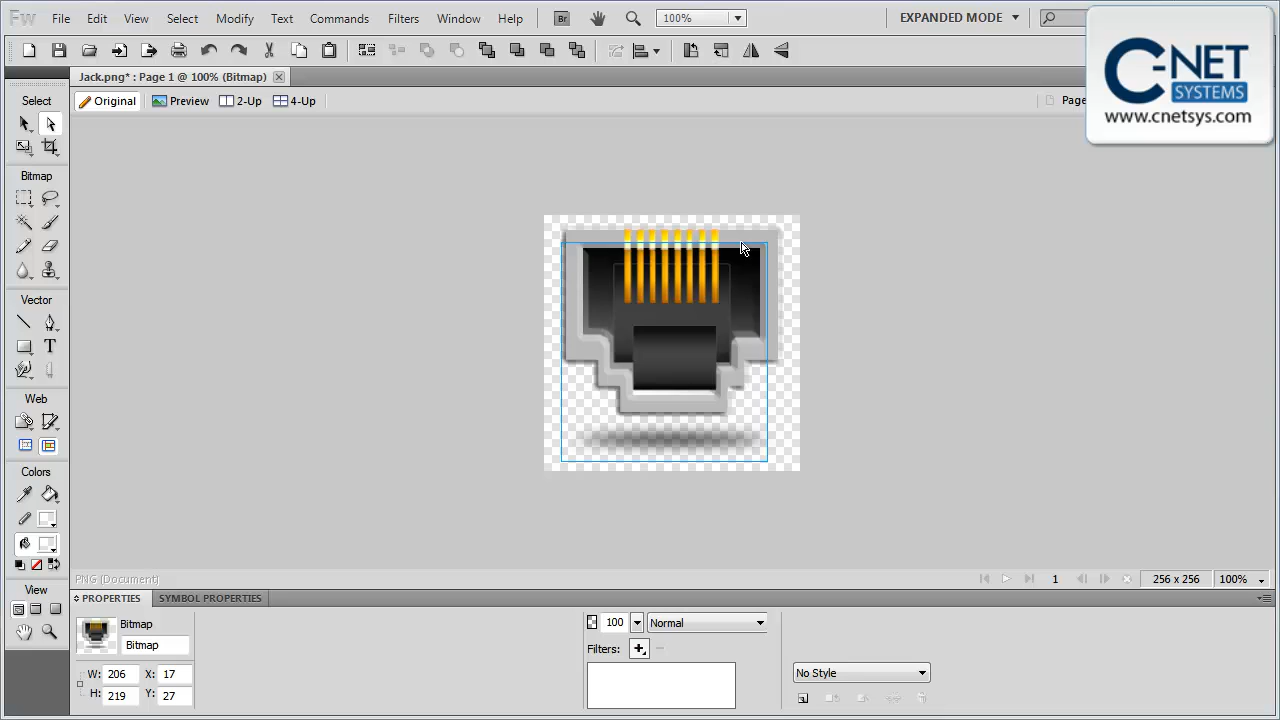 Fw File Edit View Select Modify Text Commands Filters Window Help Br 100% EXPANDED MODE
Jack.png* : Page 1 @ 100% (Bitmap)
Original Preview 2-Up 4-Up Page
C-NET
SYSTEMS
www.cnetsys.com
Select
Bitmap
Vector
T
Web
Colors
View
PNG (Document) 1 256 x 256 100%
PROPERTIES SYMBOL PROPERTIES
Bitmap
Bitmap
W: 206 X: 17
H: 219 Y: 27
100 Normal
Filters:
No Style